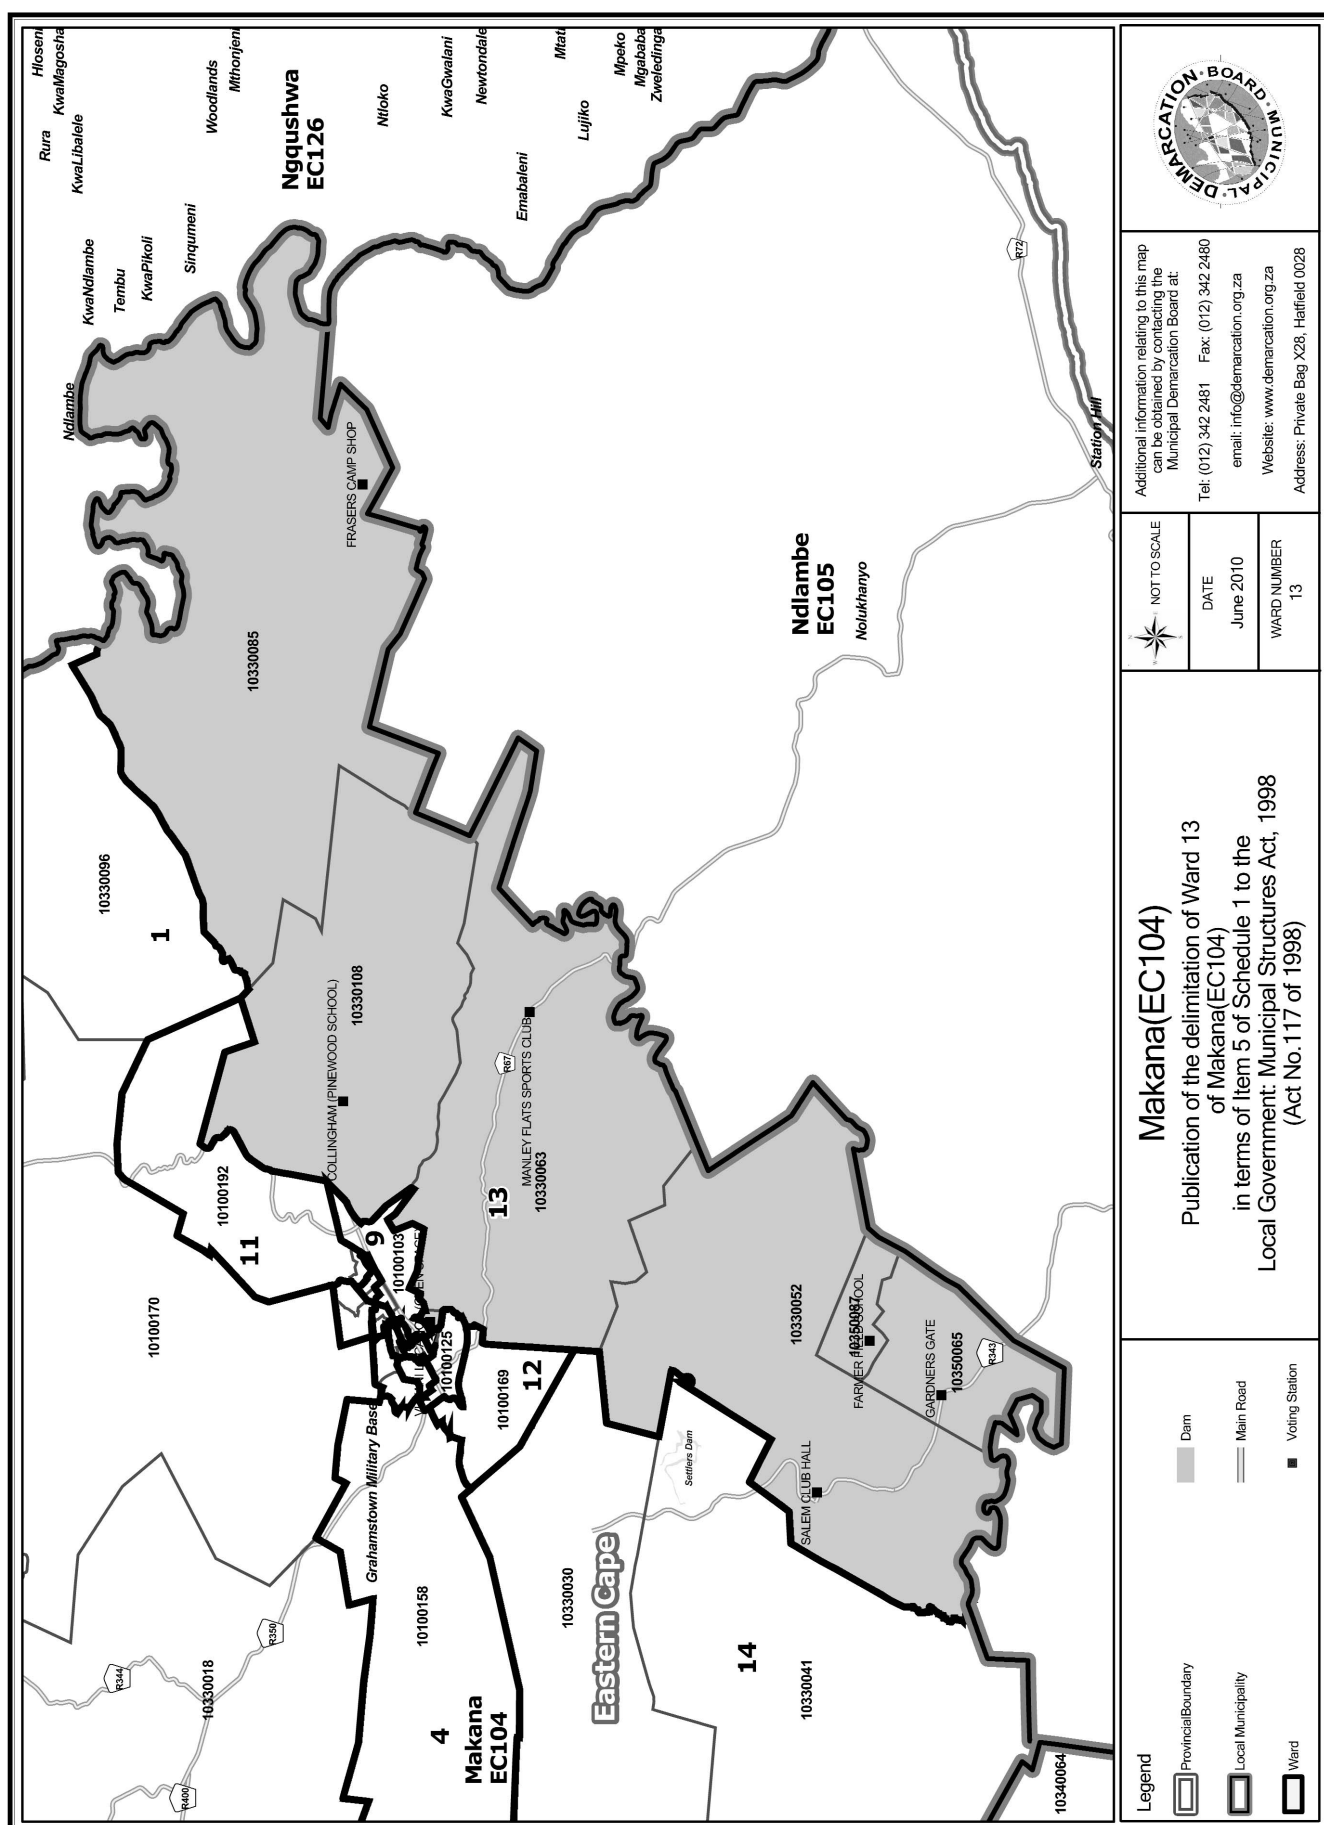 Hloseni
KwaMagosha
Rura
KwaLibalele
Woodlands
Mthonjeni
Ngqushwa
EC126
Ntloko
KwaGwalani
Newtondale
Mtati
Mpeko
Mgababa
Zweledinga
Lujiko
Emabaleni
Sinqumeni
KwaPikoli
Tembu
KwaNdlambe
Ndlambe
FRASERS CAMP SHOP
10330085
R72
Station Hill
Ndlambe
EC105
Nolukhanyo
10330096
1
COLLINGHAM (PINEWOOD SCHOOL)
10330108
R67
MANLEY FLATS SPORTS CLUB
10330063
13
10100192
11
9
10100103
10100170
10100125
10100169
12
10330052
10350087
GARDNERS GATE
10350065
R343
Settlers Dam
SALEM CLUB HALL
Grahamstown Military Base
10100158
10330030
Eastern Cape
14
10330041
R350
R344
10330018
R400
4
Makana
EC104
10340064
Legend
ProvincialBoundary
Local Municipality
Ward
Dam
Main Road
Voting Station
Makana(EC104)
Publication of the delimitation of Ward 13
of Makana(EC104)
in terms of Item 5 of Schedule 1 to the
Local Government: Municipal Structures Act, 1998
(Act No.117 of 1998)
NOT TO SCALE
DATE
June 2010
WARD NUMBER
13
Additional information relating to this map
can be obtained by contacting the
Municipal Demarcation Board at:
Tel: (012) 342 2481 Fax: (012) 342 2480
email: info@demarcation.org.za
Website: www.demarcation.org.za
Address: Private Bag X28, Hatfield 0028
MUNICIPAL DEMARCATION BOARD